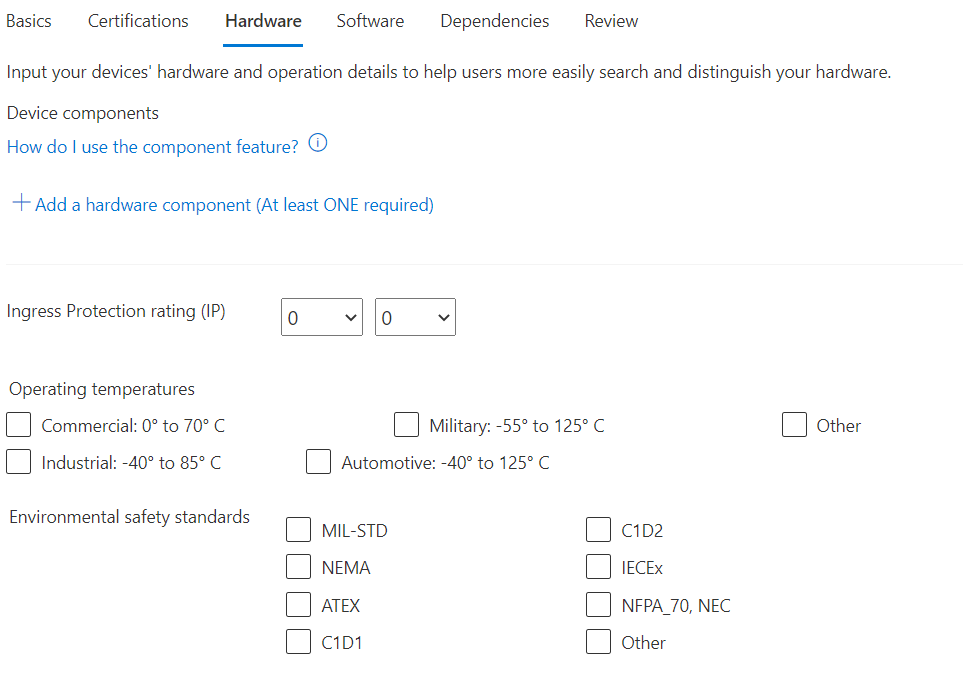 Basics Certifications Hardware Software Dependencies Review
Input your devices' hardware and operation details to help users more easily search and distinguish your hardware.
Device components
How do I use the component feature?
Add a hardware component (At least ONE required)
Ingress Protection rating (IP) 0 0
Operating temperatures
Commercial: 0° to 70° C Military: -55° to 125° C Other
Industrial: -40° to 85° C Automotive: -40° to 125° C
Environmental safety standards
MIL-STD C1D2
NEMA IECEx
ATEX NFPA_70, NEC
C1D1 Other